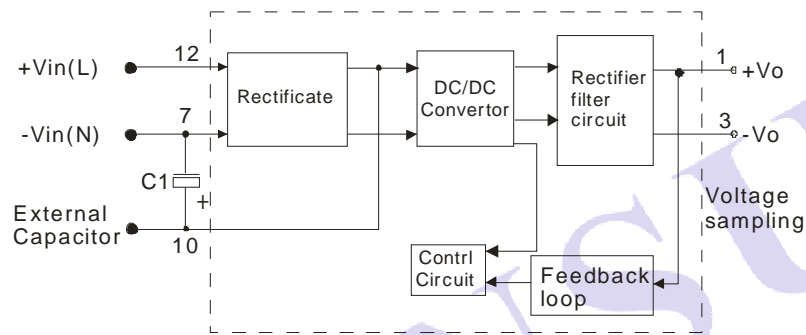 +Vin(L)
12
-Vin(N)
7
C1
+
External
Capacitor
10
Rectificate
DC/DC
Convertor
Rectifier
filter
circuit
1
+Vo
3
-Vo
Voltage
sampling
Contrl
Circuit
Feedback
loop